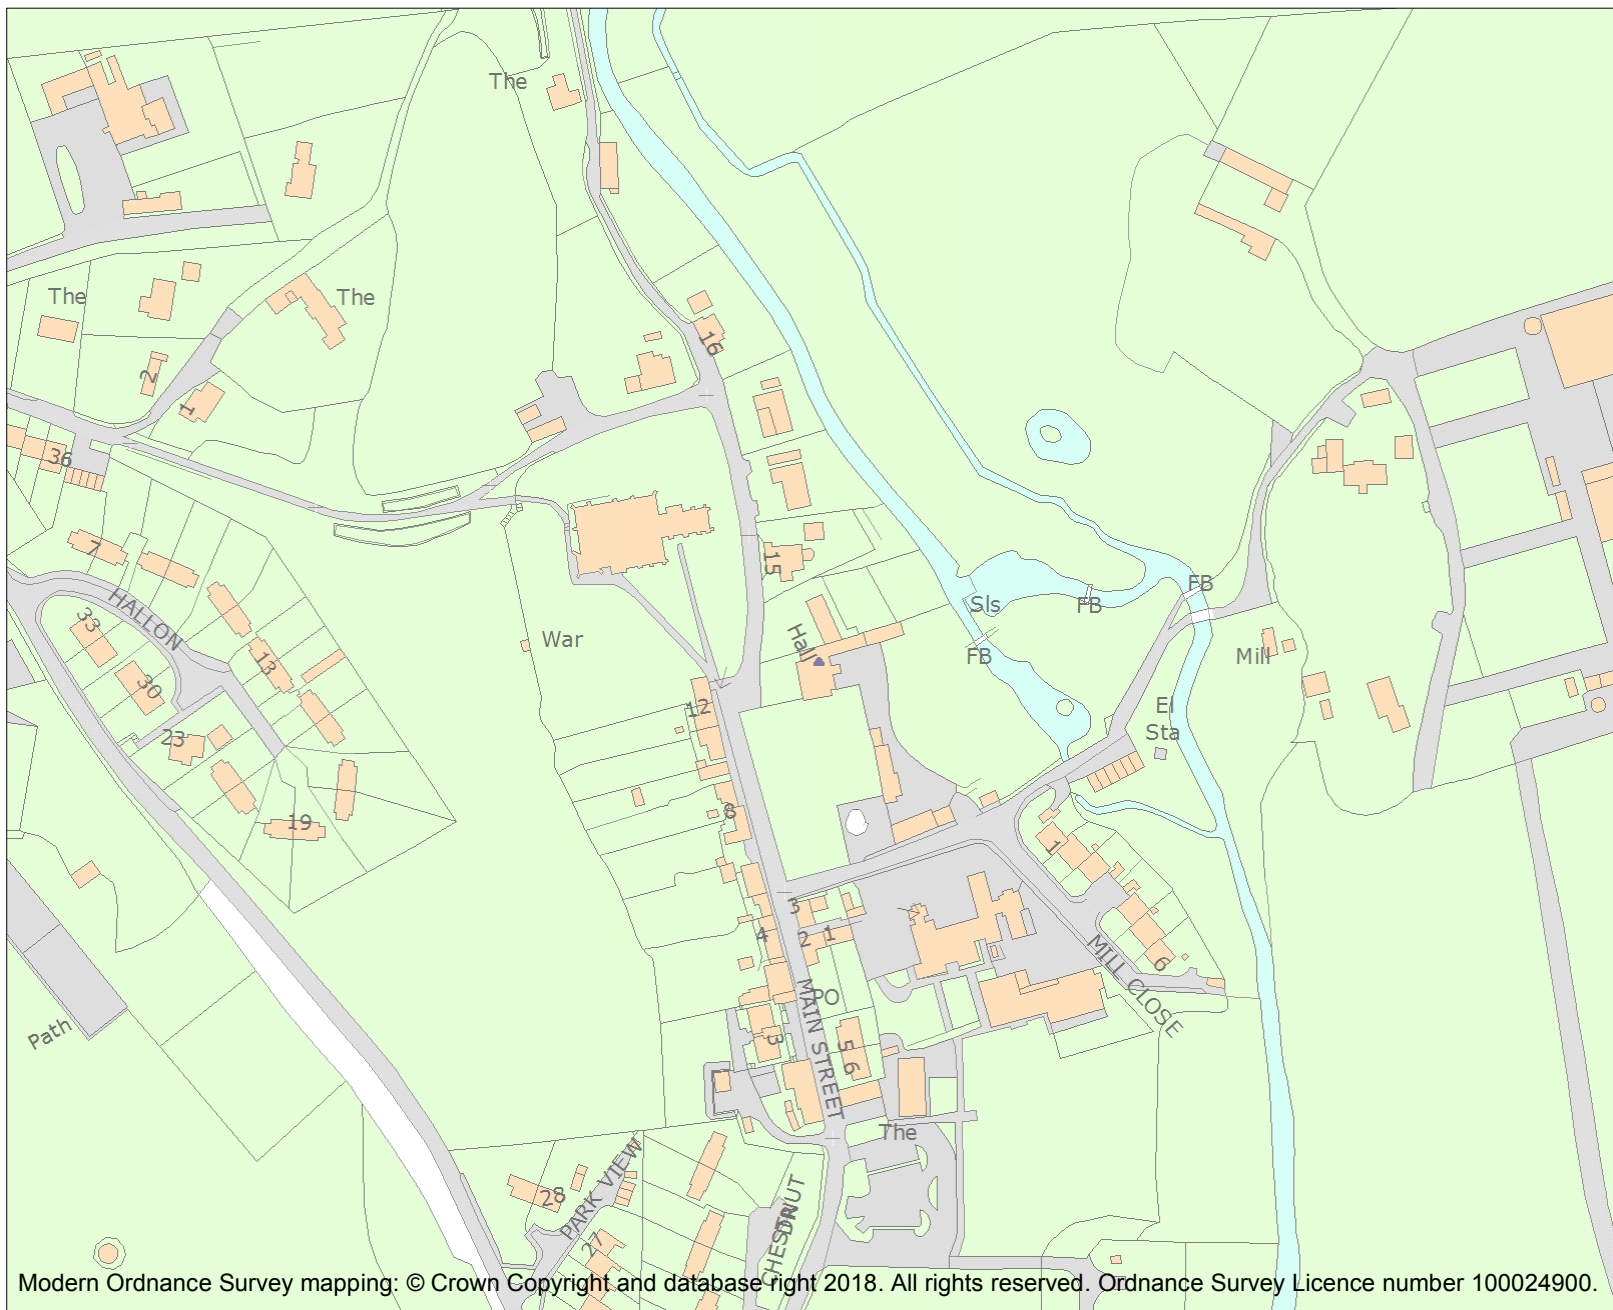 The
The
The
16
2
1
36
7
15
HALLON
33
Sls
FB
FB
War
Hall
FB
Mill
13
30
12
El
Sta
23
8
19
1
3
4
2
1
MILL CLOSE
6
PO
MAIN STREET
Path
3
5
6
The
PARK VIEW
28
27
CHESTNUT
DR
Modern Ordnance Survey mapping: © Crown Copyright and database right 2018. All rights reserved. Ordnance Survey Licence number 100024900.